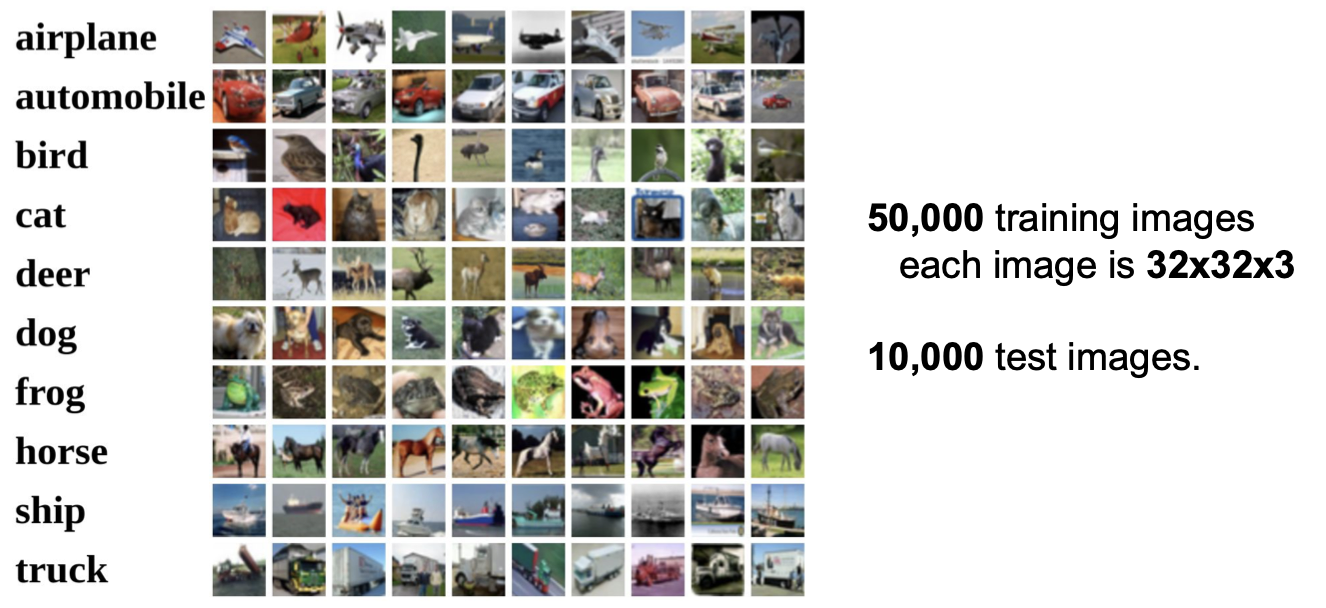 airplane
automobile
bird
cat
deer
dog
frog
horse
ship
truck
50,000 training images
each image is 32x32x3
10,000 test images.